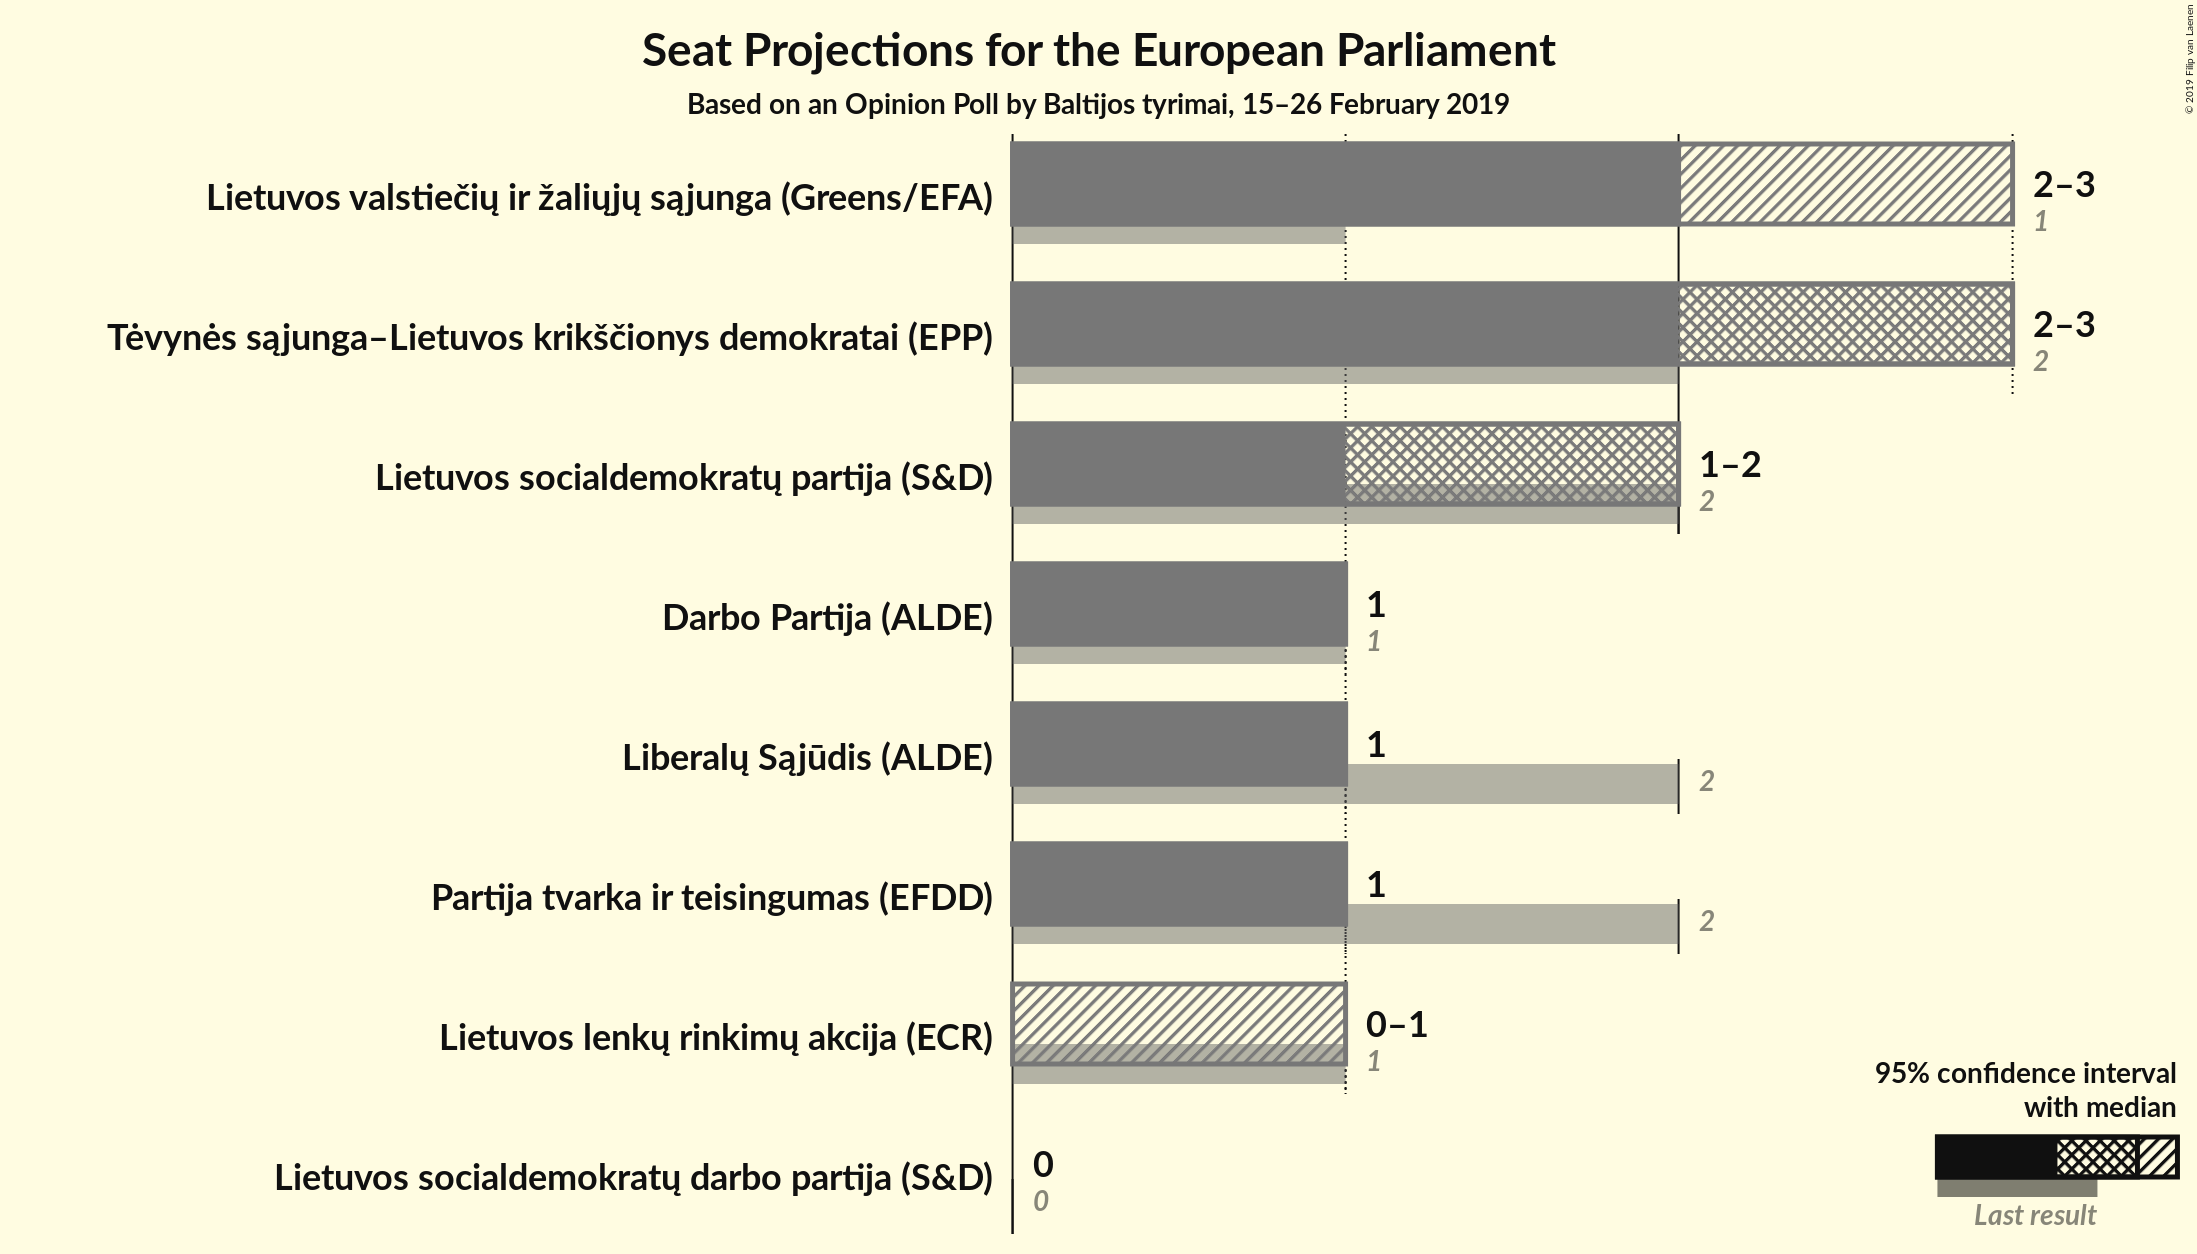 Seat Projections for the European Parliament
Based on an Opinion Poll by Baltijos tyrimai, 15–26 February 2019
© 2019 Filip van Laenen
Lietuvos valstiečių ir žaliųjų sąjunga (Greens/EFA)
2–3
1
Tėvynės sąjunga–Lietuvos krikščionys demokratai (EPP)
2–3
2
Lietuvos socialdemokratų partija (S&D)
1–2
2
Darbo Partija (ALDE)
1
1
Liberalų Sąjūdis (ALDE)
1
2
Partija tvarka ir teisingumas (EFDD)
1
2
Lietuvos lenkų rinkimų akcija (ECR)
0–1
1
Lietuvos socialdemokratų darbo partija (S&D)
0
0
95% confidence interval
with median
Last result